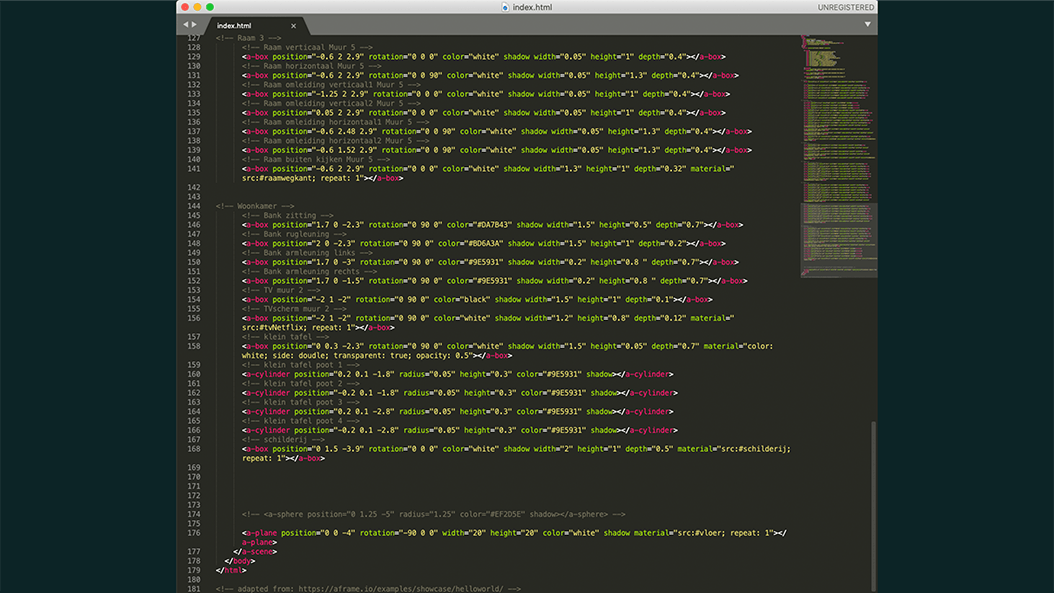 index.html
UNREGISTERED
index.html
127 <!-- Raam 3 -->
128 <!-- Raam verticaal Muur 5 -->
129 <a-box position="-0.6 2 2.9" rotation="0 0 0" color="white" shadow width="0.05" height="1" depth="0.4"></a-box>
130 <!-- Raam horizontaal Muur 5 -->
131 <a-box position="-0.6 2 2.9" rotation="0 0 90" color="white" shadow width="0.05" height="1.3" depth="0.4"></a-box>
132 <!-- Raam omleiding verticaal1 Muur 5 -->
133 <a-box position="-1.25 2 2.9" rotation="0 0 0" color="white" shadow width="0.05" height="1" depth="0.4"></a-box>
134 <!-- Raam omleiding verticaal2 Muur 5 -->
135 <a-box position="0.05 2 2.9" rotation="0 0 0" color="white" shadow width="0.05" height="1" depth="0.4"></a-box>
136 <!-- Raam omleiding horizontaal1 Muur 5 -->
137 <a-box position="-0.6 2.48 2.9" rotation="0 0 90" color="white" shadow width="0.05" height="1.3" depth="0.4"></a-box>
138 <!-- Raam omleiding horizontaal2 Muur 5 -->
139 <a-box position="-0.6 1.52 2.9" rotation="0 0 90" color="white" shadow width="0.05" height="1.3" depth="0.4"></a-box>
140 <!-- Raam buiten kijken Muur 5 -->
141 <a-box position="-0.6 2 2.9" rotation="0 0 0" color="white" shadow width="1.3" height="1" depth="0.32" material="
src:#raamwegkant; repeat: 1"></a-box>
142
143
144 <!-- Woonkamer -->
145 <!-- Bank zitting -->
146 <a-box position="1.7 0 -2.3" rotation="0 90 0" color="#DA7B43" shadow width="1.5" height="0.5" depth="0.7"></a-box>
147 <!-- Bank rugleuning -->
148 <a-box position="2 0 -2.3" rotation="0 90 0" color="#BD6A3A" shadow width="1.5" height="1" depth="0.2"></a-box>
149 <!-- Bank armleuning links -->
150 <a-box position="1.7 0 -3" rotation="0 90 0" color="#9E5931" shadow width="0.2" height="0.8 " depth="0.7"></a-box>
151 <!-- Bank armleuning rechts -->
152 <a-box position="1.7 0 -1.5" rotation="0 90 0" color="#9E5931" shadow width="0.2" height="0.8 " depth="0.7"></a-box>
153 <!-- TV muur 2 -->
154 <a-box position="-2 1 -2" rotation="0 90 0" color="black" shadow width="1.5" height="1" depth="0.1"></a-box>
155 <!-- TVscherm muur 2 -->
156 <a-box position="-2 1 -2" rotation="0 90 0" color="white" shadow width="1.2" height="0.8" depth="0.12" material="
src:#tvNetflix; repeat: 1"></a-box>
157 <!-- klein tafel -->
158 <a-box position="0 0.3 -2.3" rotation="0 90 0" color="white" shadow width="1.5" height="0.05" depth="0.7" material="color:
white; side: doudle; transparent: true; opacity: 0.5"></a-box>
159 <!-- klein tafel poot 1 -->
160 <a-cylinder position="0.2 0.1 -1.8" radius="0.05" height="0.3" color="#9E5931" shadow></a-cylinder>
161 <!-- klein tafel poot 2 -->
162 <a-cylinder position="-0.2 0.1 -1.8" radius="0.05" height="0.3" color="#9E5931" shadow></a-cylinder>
163 <!-- klein tafel poot 3 -->
164 <a-cylinder position="0.2 0.1 -2.8" radius="0.05" height="0.3" color="#9E5931" shadow></a-cylinder>
165 <!-- klein tafel poot 4 -->
166 <a-cylinder position="-0.2 0.1 -2.8" radius="0.05" height="0.3" color="#9E5931" shadow></a-cylinder>
167 <!-- schilderij -->
168 <a-box position="0 1.5 -3.9" rotation="0 0 0" color="white" shadow width="2" height="1" depth="0.5" material="src:#schilderij;
repeat: 1"></a-box>
169
170
171
172
173
174 <!-- <a-sphere position="0 1.25 -5" radius="1.25" color="#EF2D5E" shadow></a-sphere> -->
175
176 <a-plane position="0 0 -4" rotation="-90 0 0" width="20" height="20" color="white" shadow material="src:#vloer; repeat: 1"></
a-plane>
177 </a-scene>
178 </body>
179 </html>
180
181 <!-- adapted from: https://aframe.io/examples/showcase/helloworld/ -->